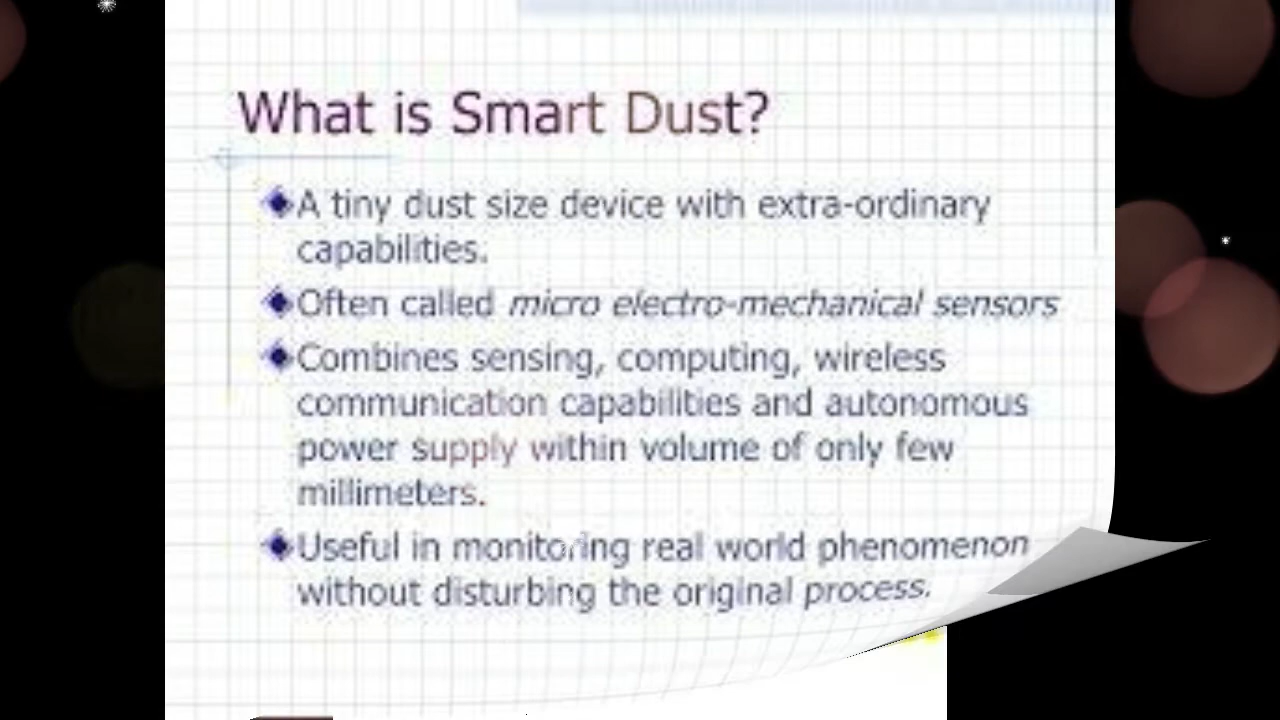 What is Smart Dust?
A tiny dust size device with extra-ordinary
capabilities.
Often called micro electro-mechanical sensors
Combines sensing, computing, wireless
communication capabilities and autonomous
power supply within volume of only few
millimeters.
Useful in monitoring real world phenomenon
without disturbing the original process.